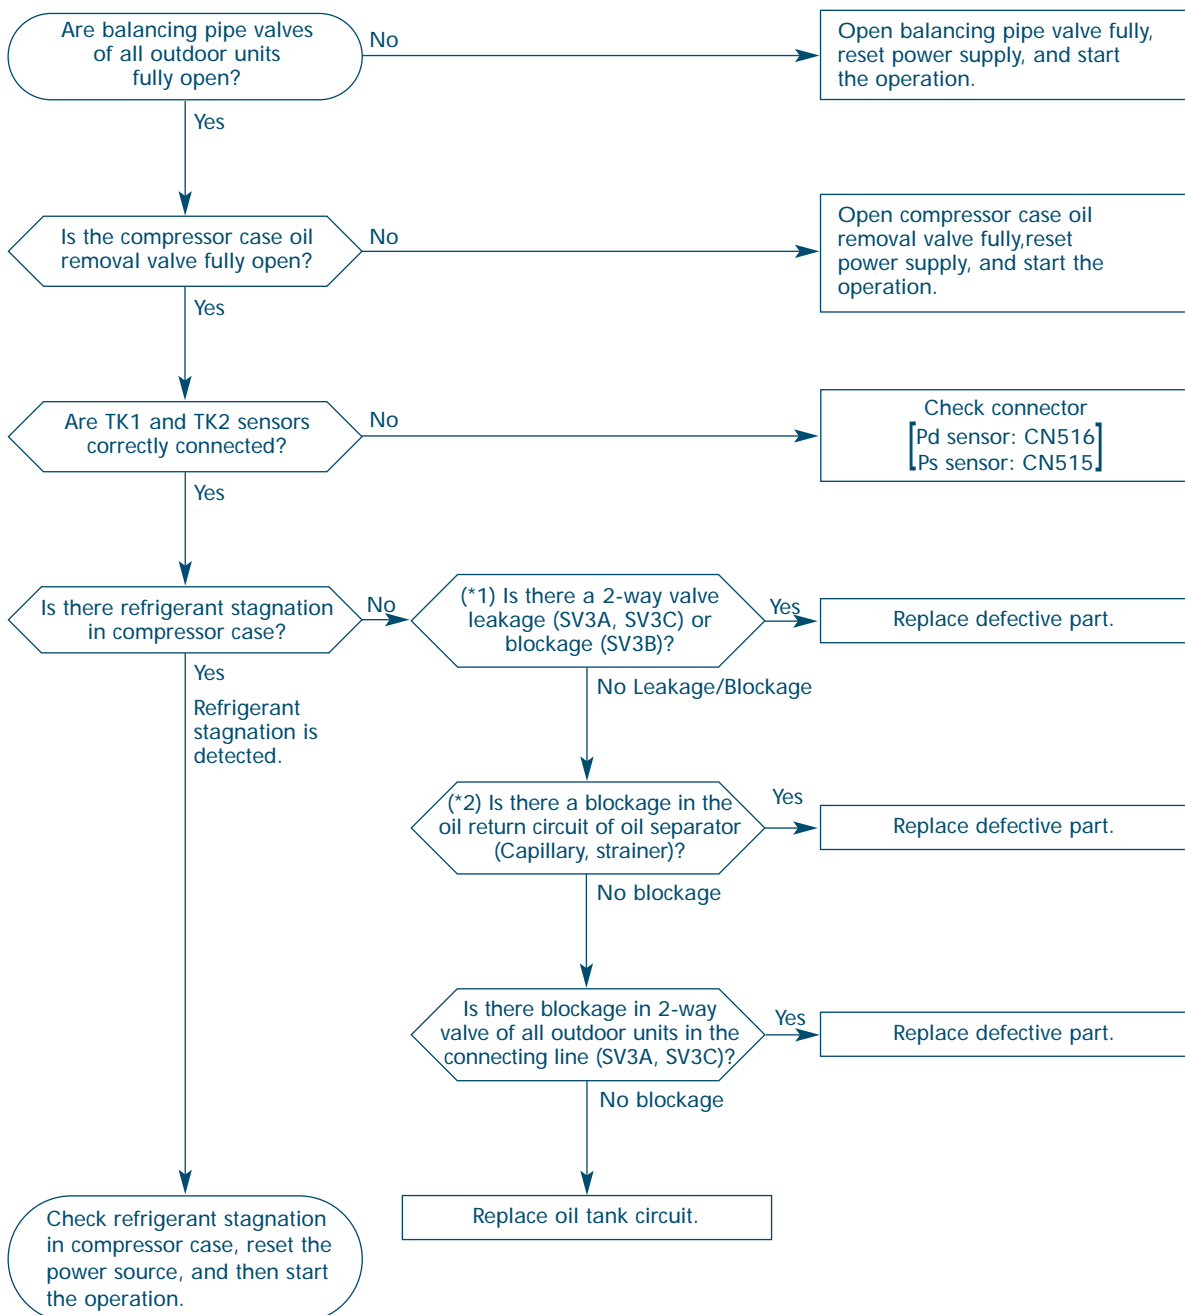 Are balancing pipe valves
of all outdoor units
fully open?
No
Open balancing pipe valve fully,
reset power supply, and start
the operation.
Yes
Is the compressor case oil
removal valve fully open?
No
Open compressor case oil
removal valve fully,reset
power supply, and start the
operation.
Yes
Are TK1 and TK2 sensors
correctly connected?
No
Check connector
[Pd sensor: CN516]
[Ps sensor: CN515]
Yes
Is there refrigerant stagnation
in compressor case?
No
(*1) Is there a 2-way valve
leakage (SV3A, SV3C) or
blockage (SV3B)?
Yes
Replace defective part.
Yes
Refrigerant
stagnation is
detected.
No Leakage/Blockage
(*2) Is there a blockage in the
oil return circuit of oil separator
(Capillary, strainer)?
Yes
Replace defective part.
No blockage
Is there blockage in 2-way
valve of all outdoor units in the
connecting line (SV3A, SV3C)?
Yes
Replace defective part.
No blockage
Replace oil tank circuit.
Check refrigerant stagnation
in compressor case, reset the
power source, and then start
the operation.